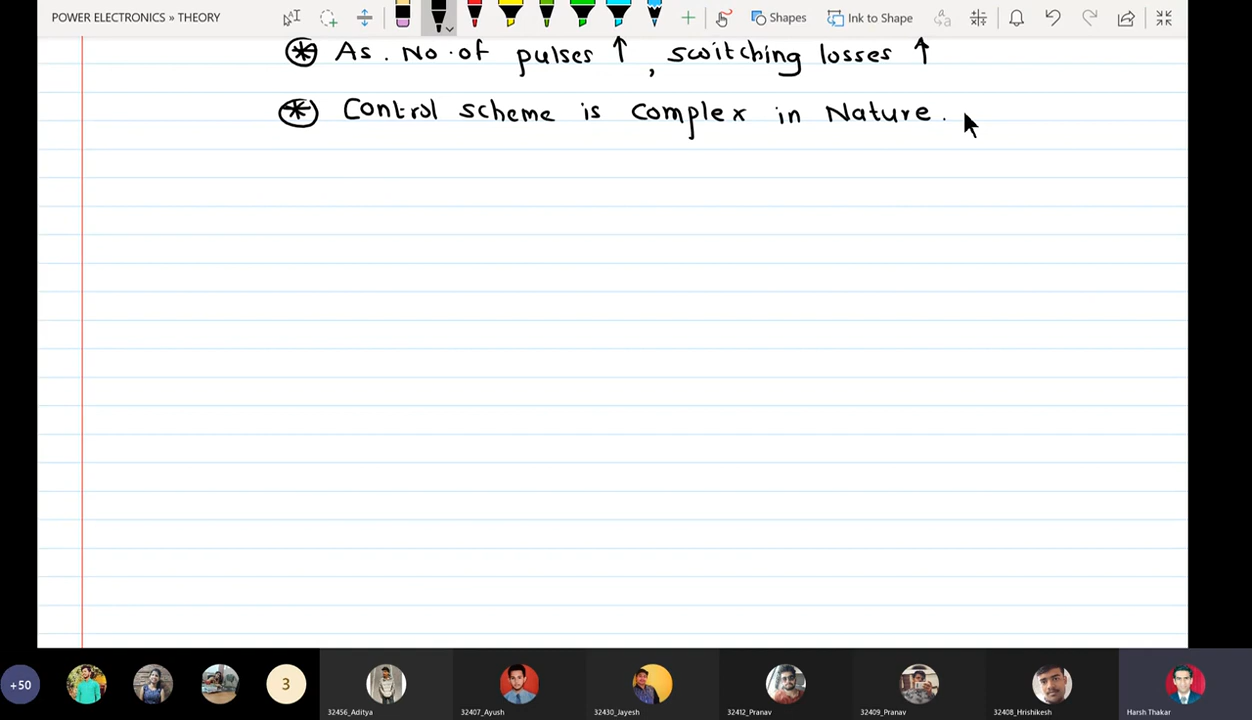 POWER ELECTRONICS » THEORY
Shapes
Ink to Shape
As . No . of pulses ↑ , switching losses ↑
Control scheme is complex in Nature .
+50
3
32456_Aditya
32407_Ayush
32430_Jayesh
32412_Pranav
32409_Pranav
32408_Hrishikesh
Harsh Thakar